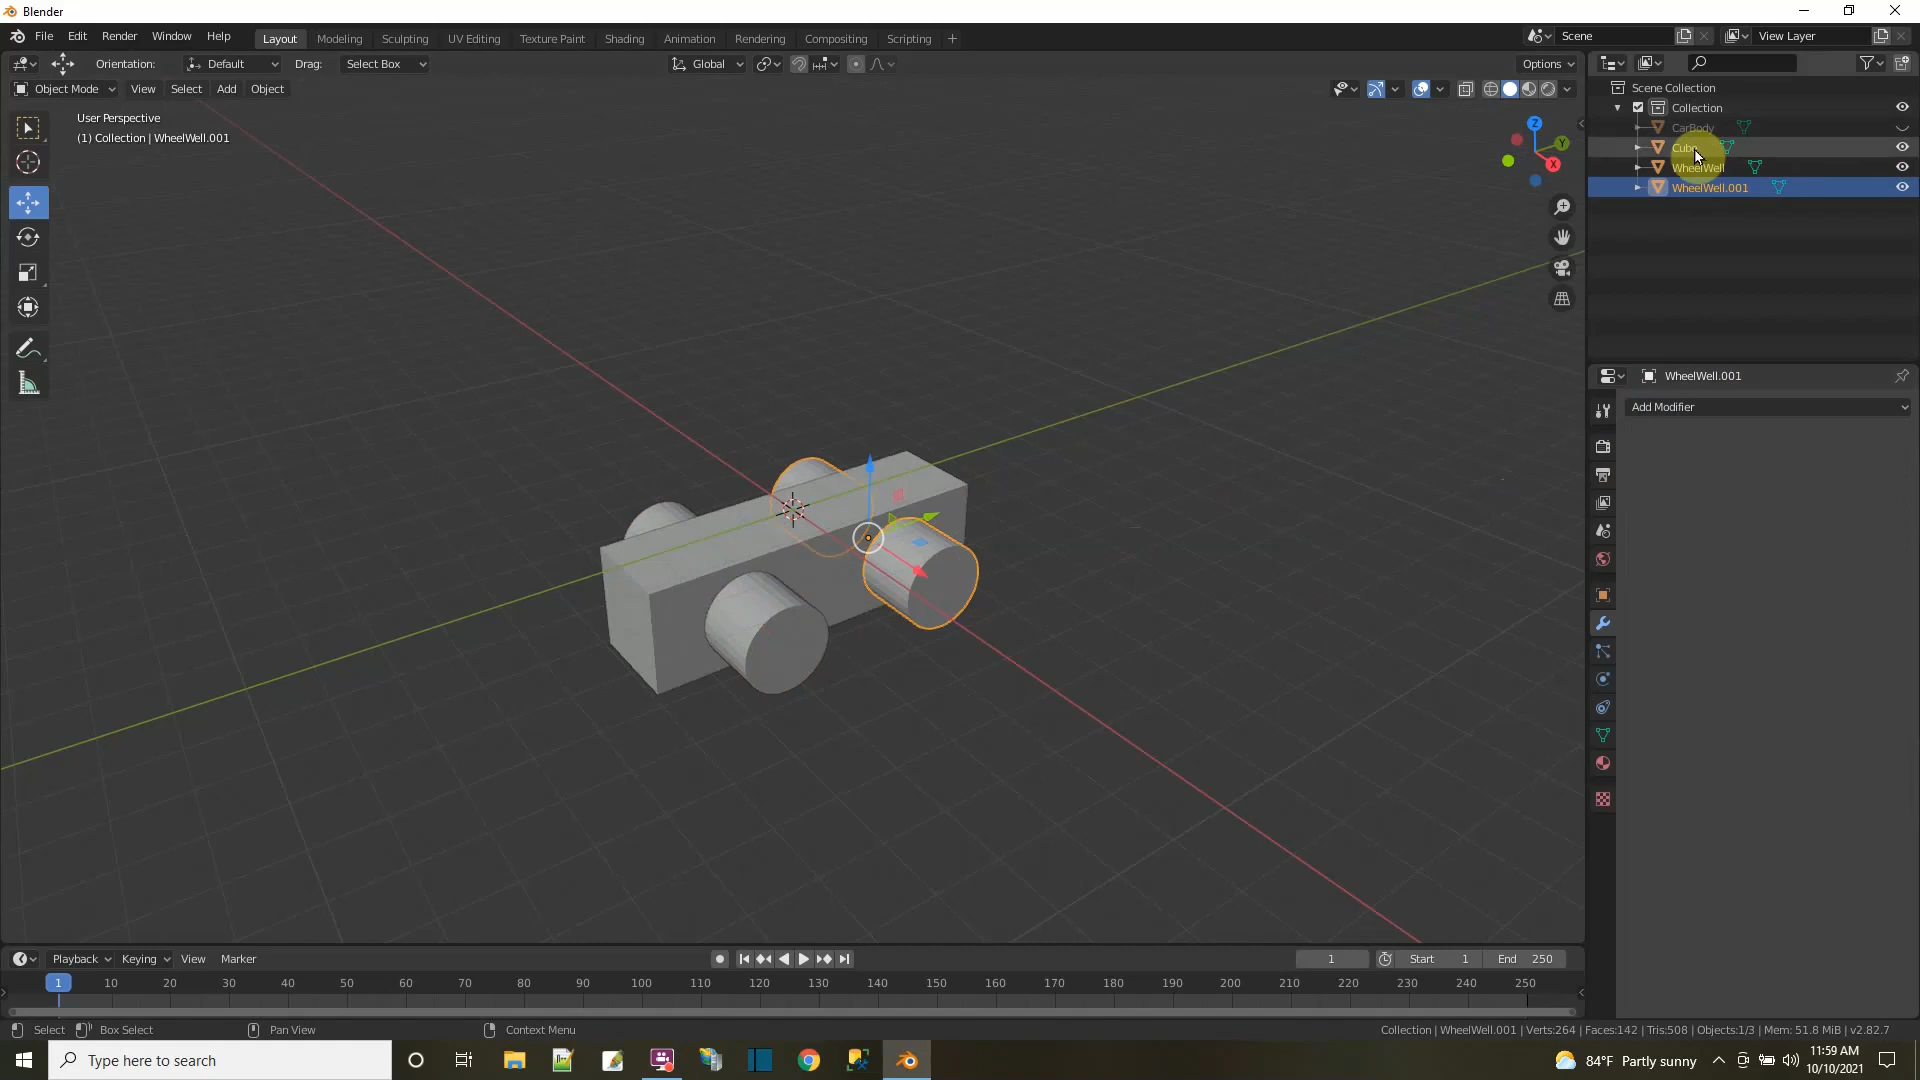 Blender
File Edit Render Window Help Layout Modeling Sculpting UV Editing Texture Paint Shading Animation Rendering Compositing Scripting + Scene View Layer
Orientation: Default Drag: Select Box Global Options
Object Mode View Select Add Object
User Perspective
(1) Collection | WheelWell.001
Z
Y
X
Scene Collection
Collection
CarBody
Cube
WheelWell
WheelWell.001
WheelWell.001
Add Modifier
Playback Keying View Marker 1 Start 1 End 250
1 10 20 30 40 50 60 70 80 90 100 110 120 130 140 150 160 170 180 190 200 210 220 230 240 250
Select Box Select Pan View Context Menu Collection | WheelWell.001 | Verts:264 | Faces:142 | Tris:508 | Objects:1/3 | Mem: 51.8 MiB | v2.82.7
Type here to search 84°F Partly sunny 11:59 AM
10/10/2021